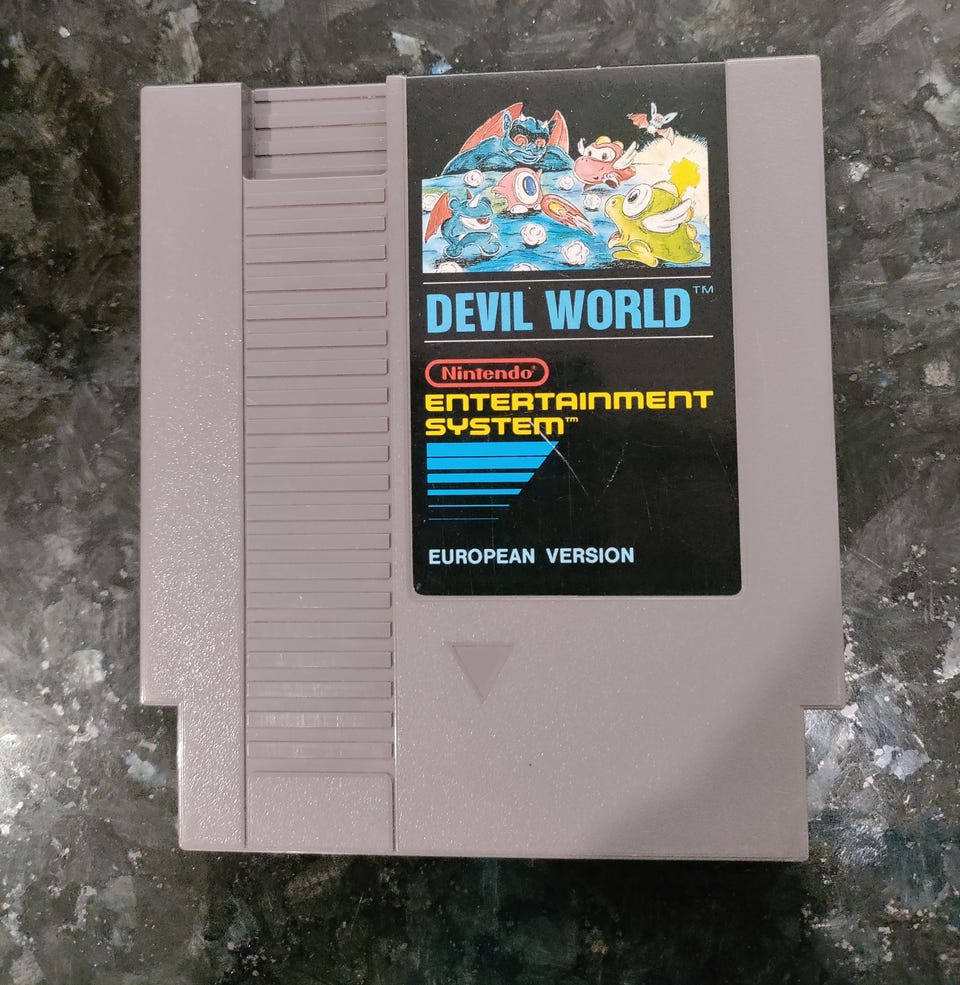 DEVIL WORLD™
Nintendo®
ENTERTAINMENT
SYSTEM™
EUROPEAN VERSION